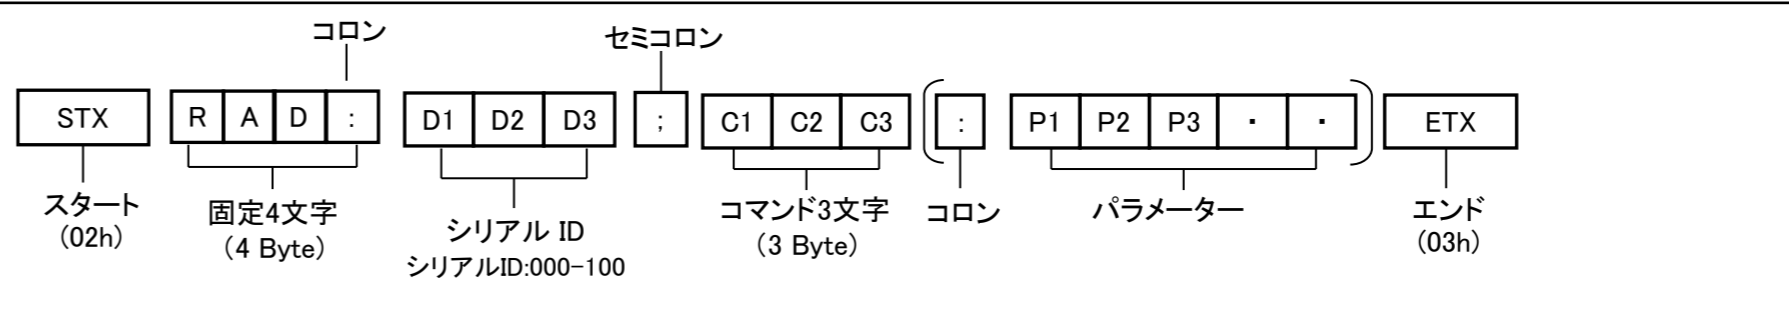 コロン
セミコロン
STX R A D : D1 D2 D3 ; C1 C2 C3 ( : P1 P2 P3 ・ ・ ) ETX
スタート
(02h)
固定4文字
(4 Byte)
シリアル ID
シリアルID:000-100
コマンド3文字
(3 Byte)
コロン
パラメーター
エンド
(03h)